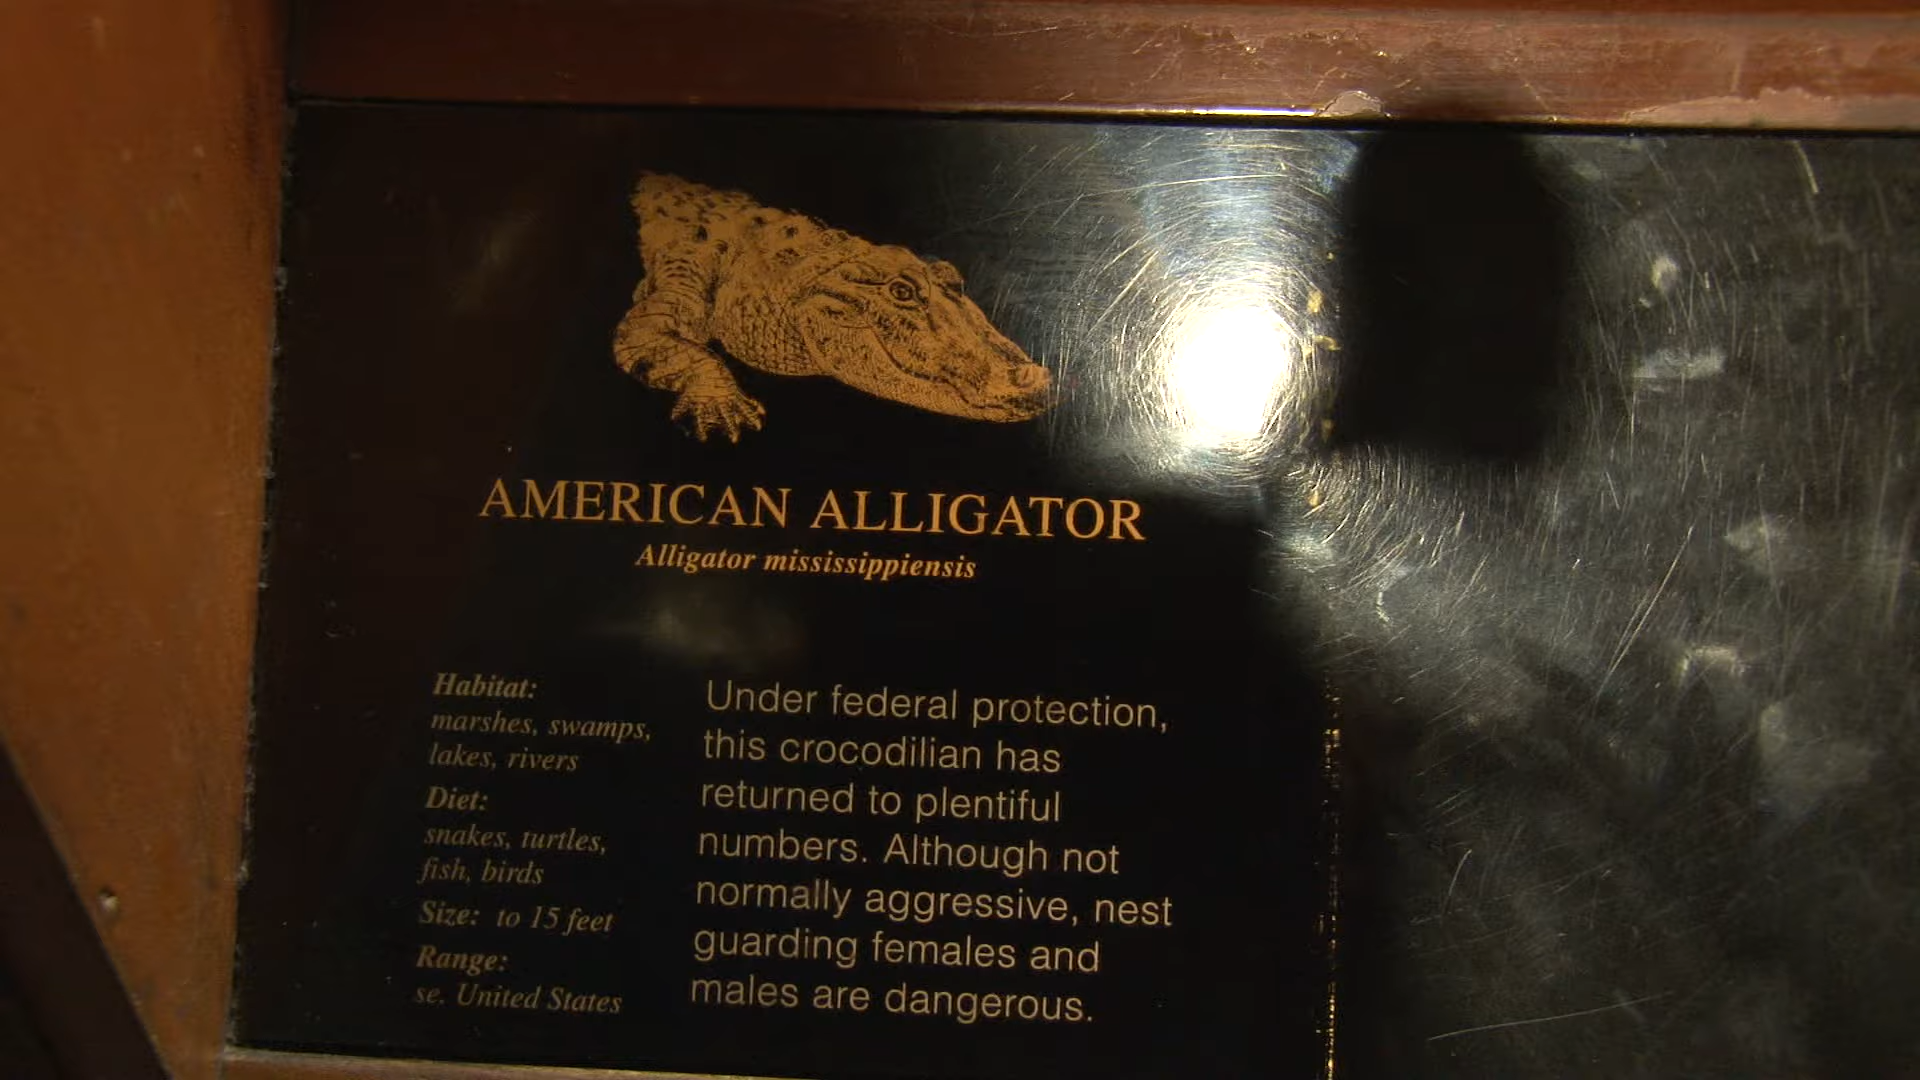 AMERICAN ALLIGATOR
Alligator mississippiensis
Habitat:
marshes, swamps,
lakes, rivers
Diet:
snakes, turtles,
fish, birds
Size: to 15 feet
Range:
se. United States
Under federal protection,
this crocodilian has
returned to plentiful
numbers. Although not
normally aggressive, nest
guarding females and
males are dangerous.